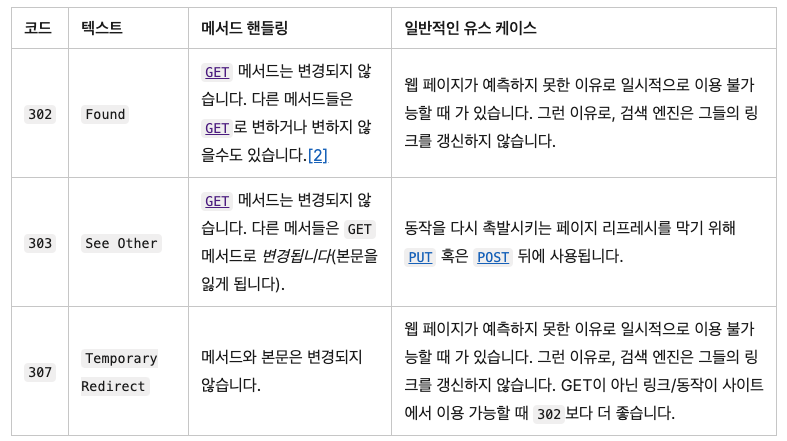 코드 텍스트 메서드 핸들링 일반적인 유스 케이스
302
Found
GET 메서드는 변경되지 않
습니다. 다른 메서드들은
GET로 변하거나 변하지 않
을수도 있습니다.[2]
웹 페이지가 예측하지 못한 이유로 일시적으로 이용 불가
능할 때 가 있습니다. 그런 이유로, 검색 엔진은 그들의 링
크를 갱신하지 않습니다.
303
See Other
GET 메서드는 변경되지 않
습니다. 다른 메서들은 GET
메서드로 변경됩니다(본문을
잃게 됩니다).
동작을 다시 촉발시키는 페이지 리프레시를 막기 위해
PUT 혹은 POST 뒤에 사용됩니다.
307
Temporary
Redirect
메서드와 본문은 변경되지
않습니다.
웹 페이지가 예측하지 못한 이유로 일시적으로 이용 불가
능할 때 가 있습니다. 그런 이유로, 검색 엔진은 그들의 링
크를 갱신하지 않습니다. GET이 아닌 링크/동작이 사이트
에서 이용 가능할 때 302보다 더 좋습니다.